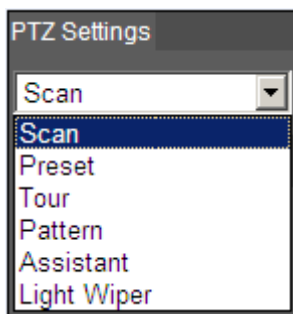 PTZ Settings
Scan
Scan
Preset
Tour
Pattern
Assistant
Light Wiper